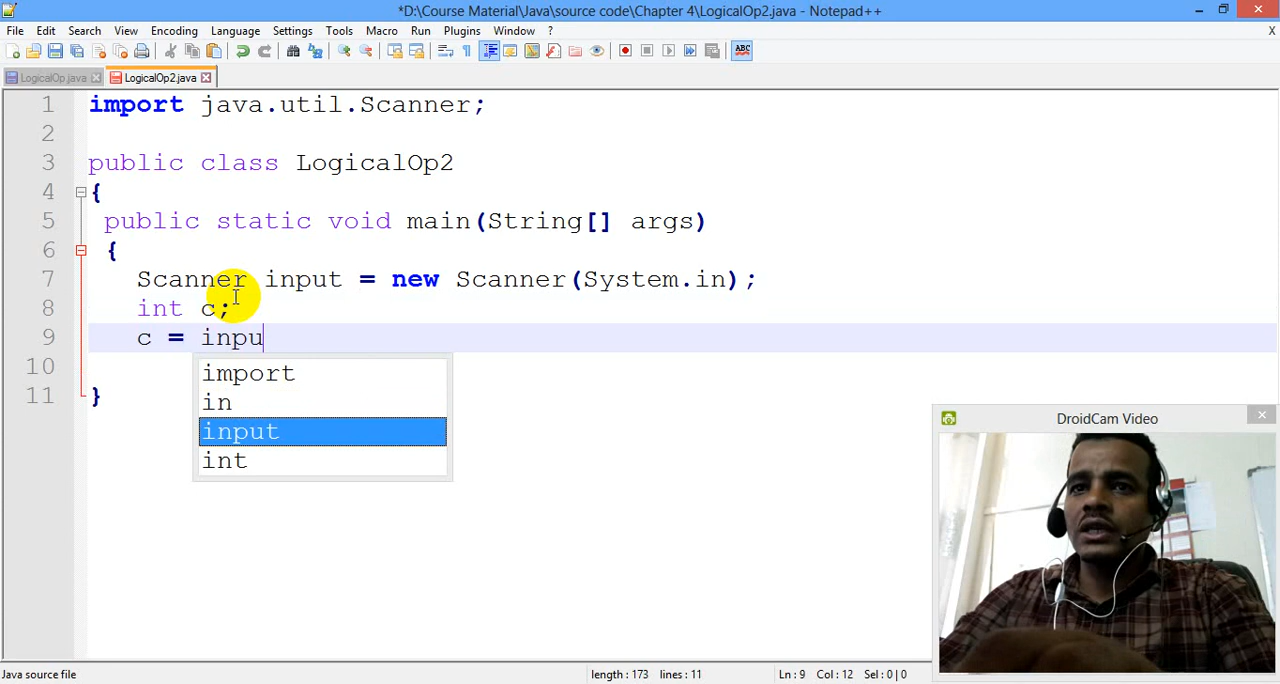 *D:\Course Material\Java\source code\Chapter 4\LogicalOp2.java - Notepad++
File Edit Search View Encoding Language Settings Tools Macro Run Plugins Window ? X
ABC
LogicalOp.java LogicalOp2.java
1 import java.util.Scanner;
2
3 public class LogicalOp2
4 {
5 public static void main(String[] args)
6 {
7 Scanner input = new Scanner(System.in);
8 int c;
9 c = inpu
10
11 }
import
in
input
int
DroidCam Video
Java source file length : 173 lines : 11 Ln : 9 Col : 12 Sel : 0 | 0